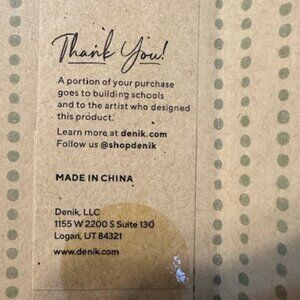 Thank You!
A portion of your purchase
goes to building schools
and to the artist who designed
this product.
Learn more at denik.com
Follow us @shopdenik
MADE IN CHINA
Denik, LLC
1155 W 2200 S Suite 130
Logan, UT 84321
www.denik.com